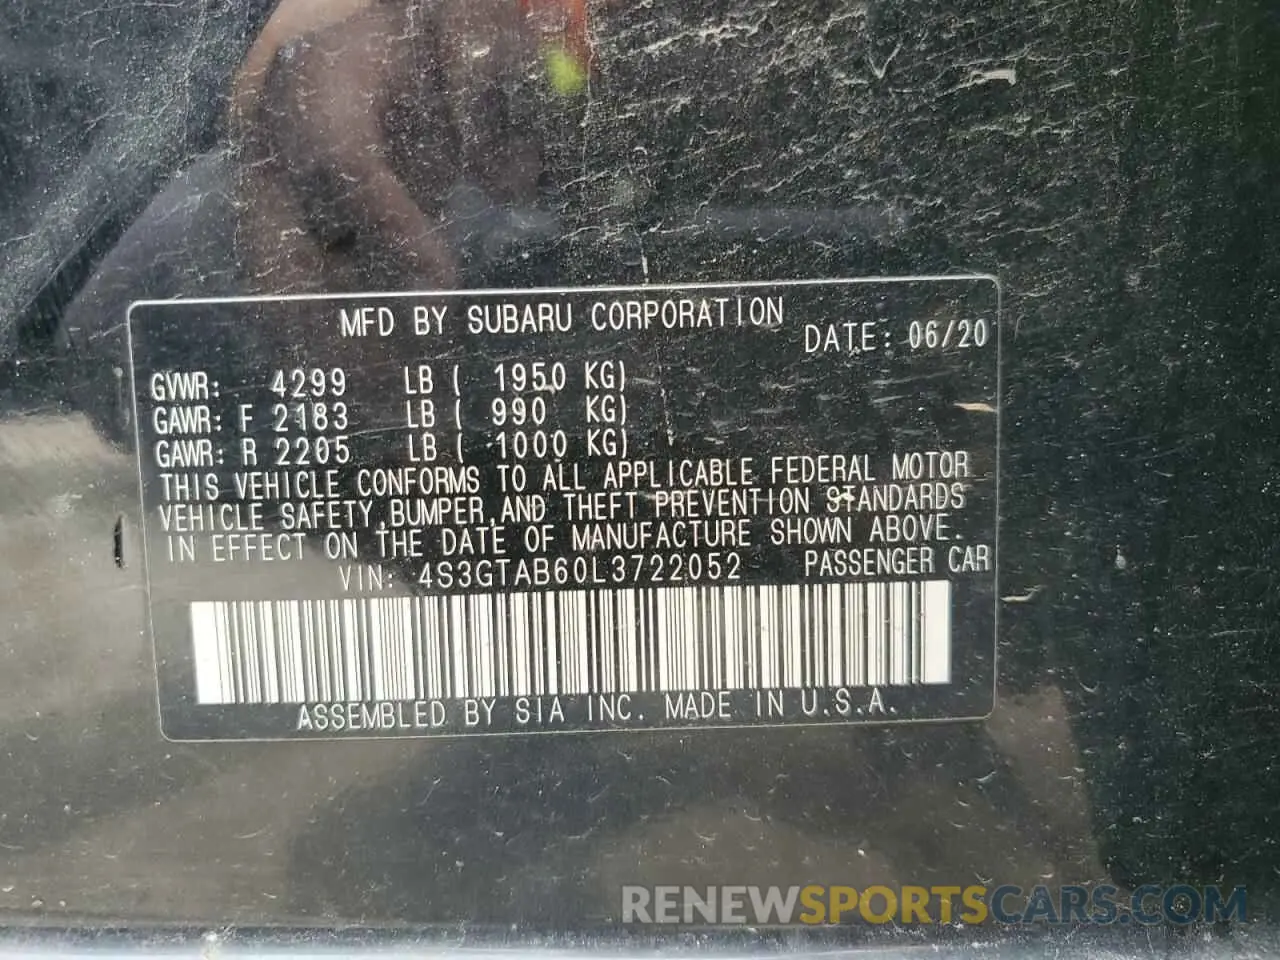 MFD BY SUBARU CORPORATION
DATE: 06/20
GVWR: 4299 LB ( 1950 KG)
GAWR: F 2183 LB ( 990 KG)
GAWR: R 2205 LB ( 1000 KG)
THIS VEHICLE CONFORMS TO ALL APPLICABLE FEDERAL MOTOR
VEHICLE SAFETY, BUMPER, AND THEFT PREVENTION STANDARDS
IN EFFECT ON THE DATE OF MANUFACTURE SHOWN ABOVE.
VIN: 4S3GTAB60L3722052 PASSENGER CAR
ASSEMBLED BY SIA INC. MADE IN U.S.A.
RENEWSPORTSCARS.COM